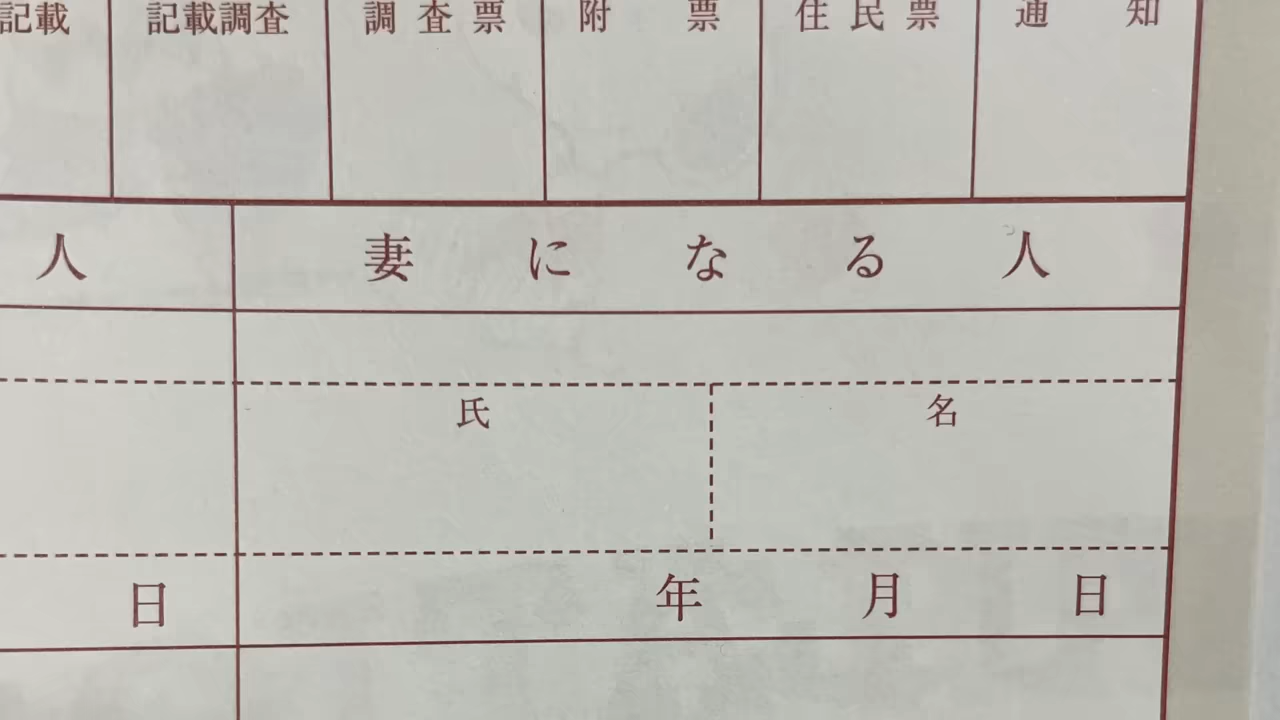 記載 記載調査 調査票 附票 住民票 通知
人 妻になる人
氏 名
日 年 月 日